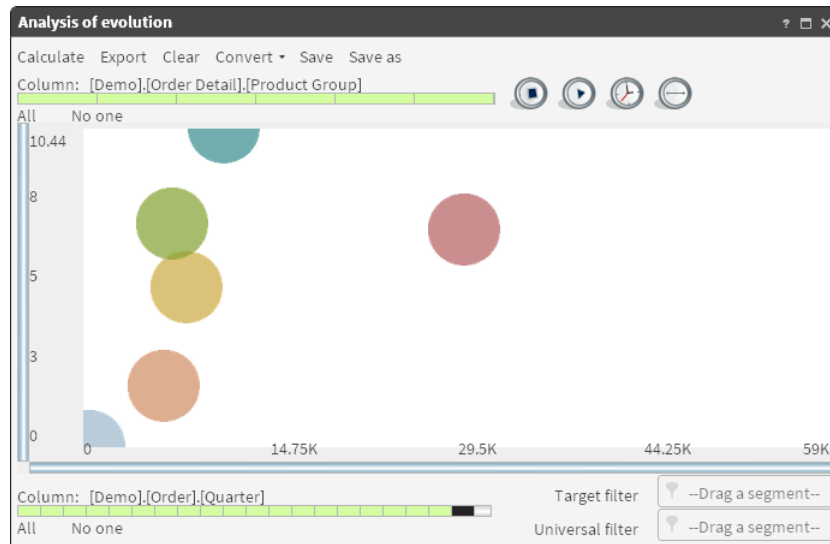 Analysis of evolution ?
Calculate Export Clear Convert Save Save as
Column: [Demo].[Order Detail].[Product Group]
All No one
10.44
8
5
3
0
0 14.75K 29.5K 44.25K 59K
Column: [Demo].[Order].[Quarter]
All No one
Target filter --Drag a segment--
Universal filter --Drag a segment--